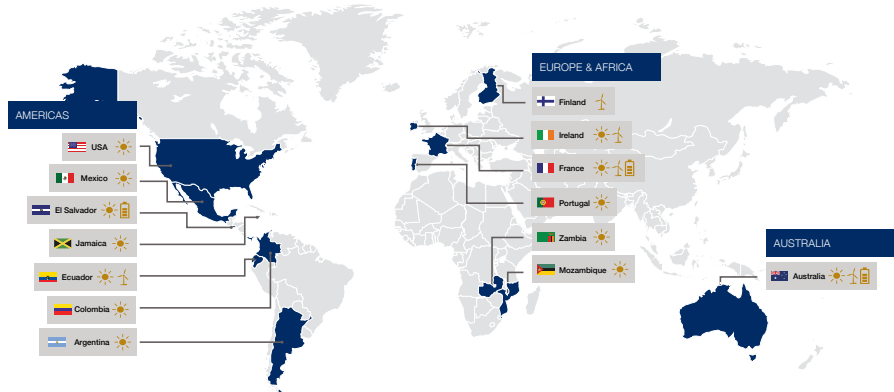 EUROPE & AFRICA
Finland
AMERICAS
Ireland
USA
France
Mexico
El Salvador
Portugal
Jamaica
Zambia
AUSTRALIA
Ecuador
Mozambique
Australia
Colombia
Argentina